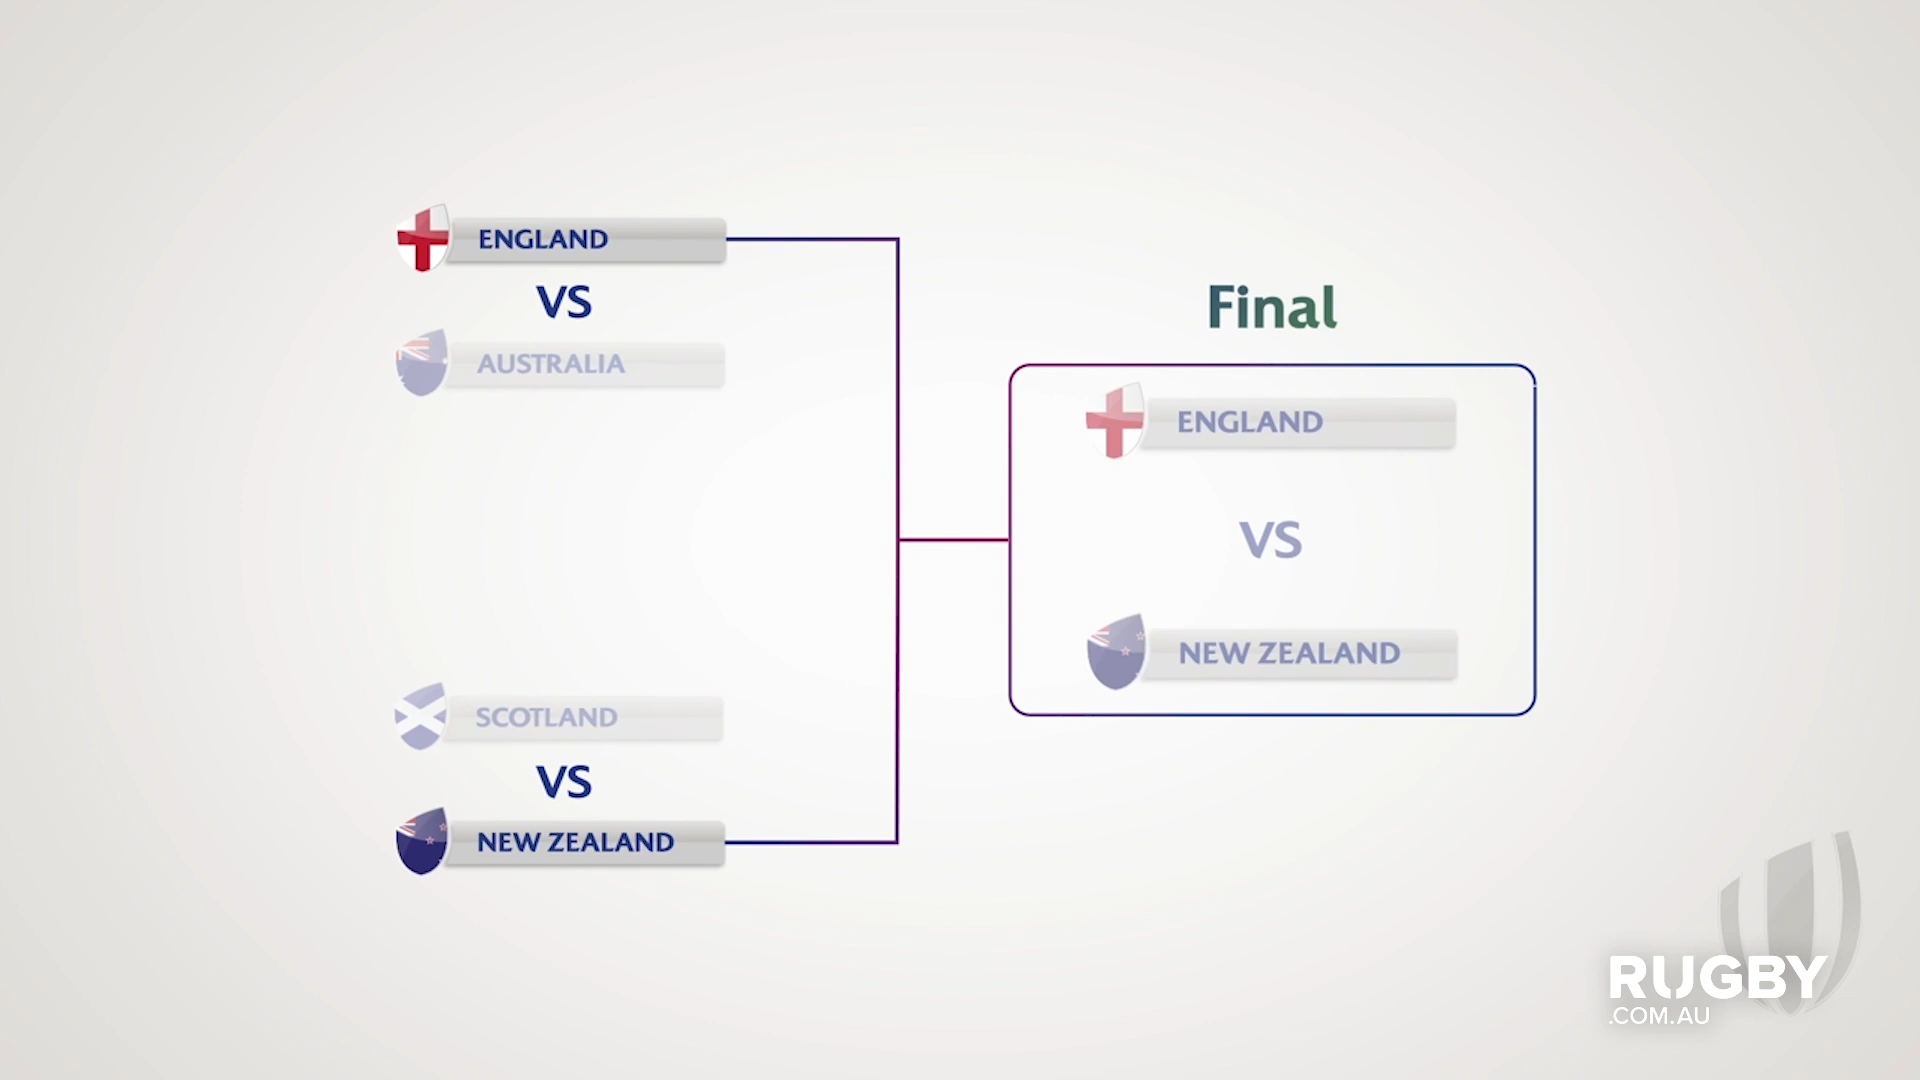 ENGLAND
VS
AUSTRALIA
SCOTLAND
VS
NEW ZEALAND
Final
ENGLAND
VS
NEW ZEALAND
RUGBY
.COM.AU